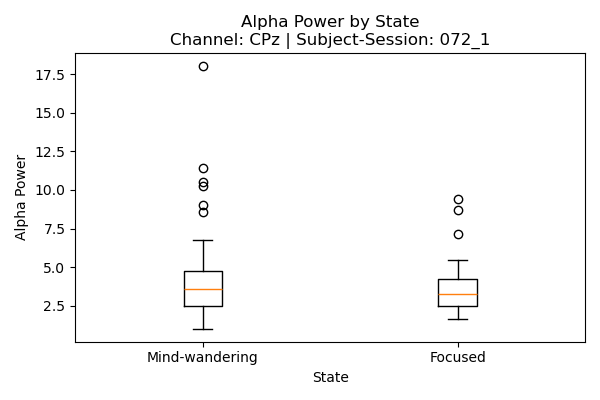 Alpha Power by State
Channel: CPz | Subject-Session: 072_1
17.5
15.0
12.5
10.0
7.5
5.0
2.5
Alpha Power
Mind-wandering
Focused
State